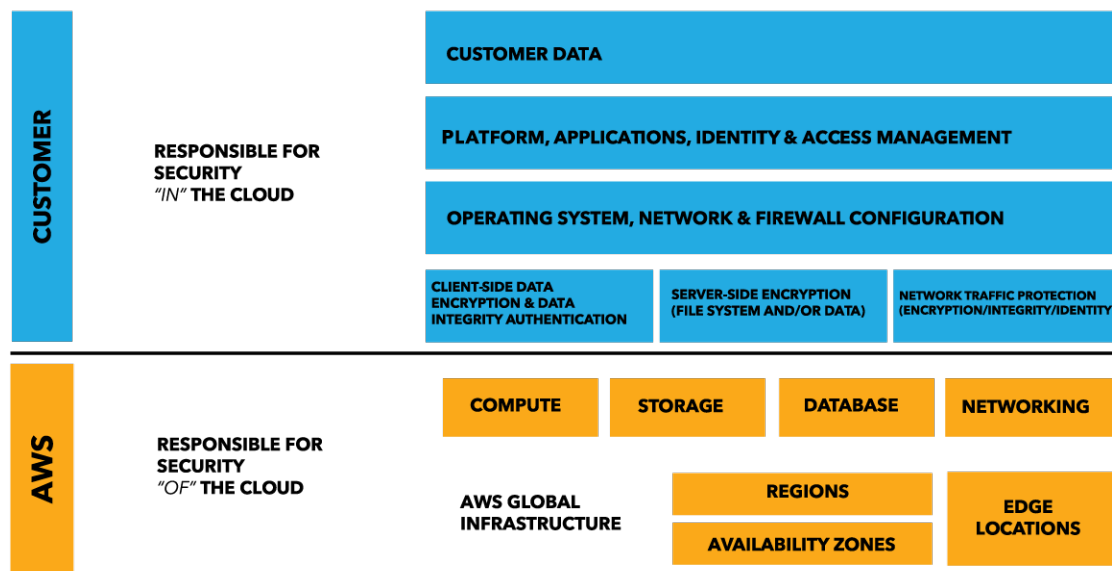 CUSTOMER
RESPONSIBLE FOR
SECURITY
“IN” THE CLOUD
CUSTOMER DATA
PLATFORM, APPLICATIONS, IDENTITY & ACCESS MANAGEMENT
OPERATING SYSTEM, NETWORK & FIREWALL CONFIGURATION
CLIENT-SIDE DATA
ENCRYPTION & DATA
INTEGRITY AUTHENTICATION
SERVER-SIDE ENCRYPTION
(FILE SYSTEM AND/OR DATA)
NETWORK TRAFFIC PROTECTION
(ENCRYPTION/INTEGRITY/IDENTITY
AWS
RESPONSIBLE FOR
SECURITY
“OF” THE CLOUD
COMPUTE
STORAGE
DATABASE
NETWORKING
AWS GLOBAL
INFRASTRUCTURE
REGIONS
AVAILABILITY ZONES
EDGE
LOCATIONS